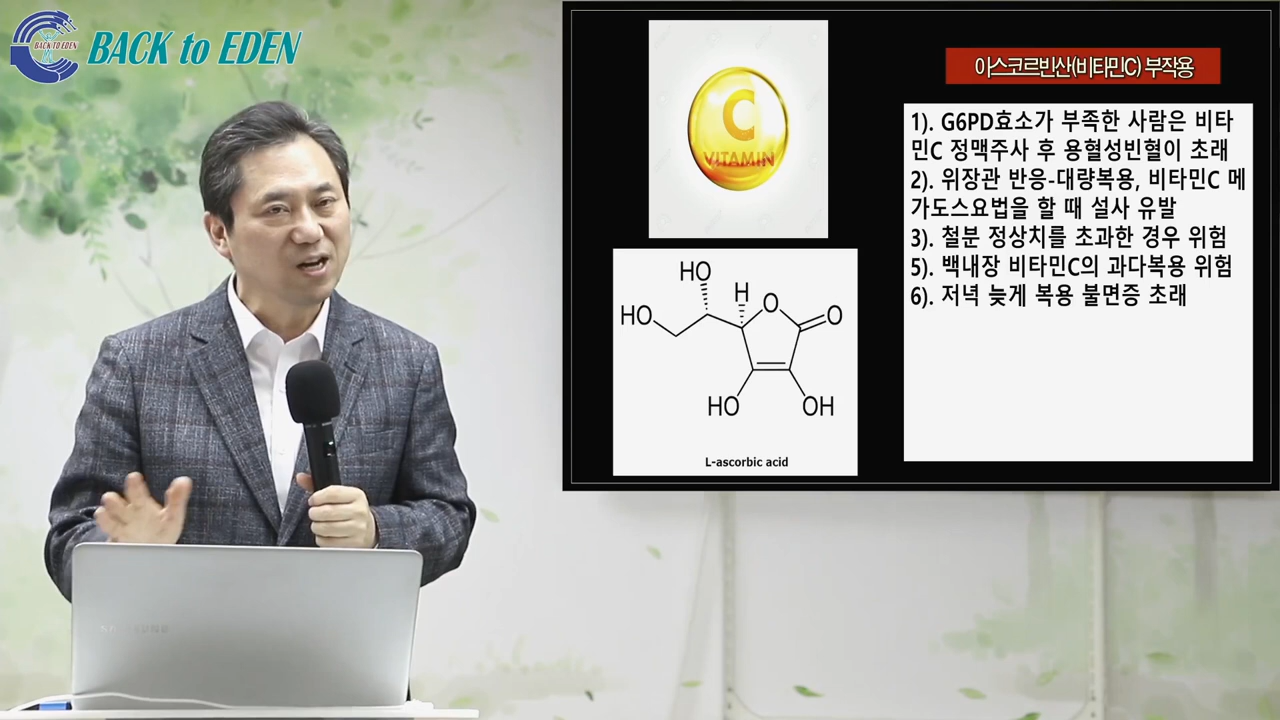 BACK TO EDEN
BACK to EDEN
VITAMIN
C
아스코르빈산(비타민C) 부작용
1). G6PD효소가 부족한 사람은 비타
민C 정맥주사 후 용혈성빈혈이 초래
2). 위장관 반응-대량복용, 비타민C 메
가도스요법을 할 때 설사 유발
3). 철분 정상치를 초과한 경우 위험
5). 백내장 비타민C의 과다복용 위험
6). 저녁 늦게 복용 불면증 초래
HO
H
O
HO
O
HO
OH
L-ascorbic acid
SAMSUNG